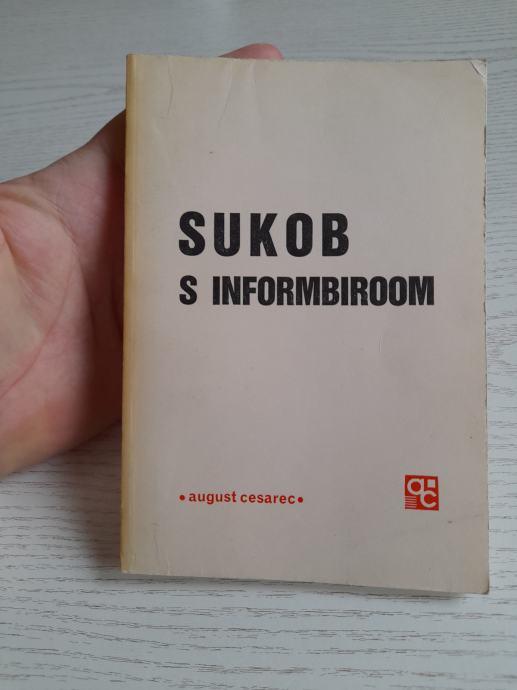 SUKOB
S INFORMBIROOM
• august cesarec •
a.c